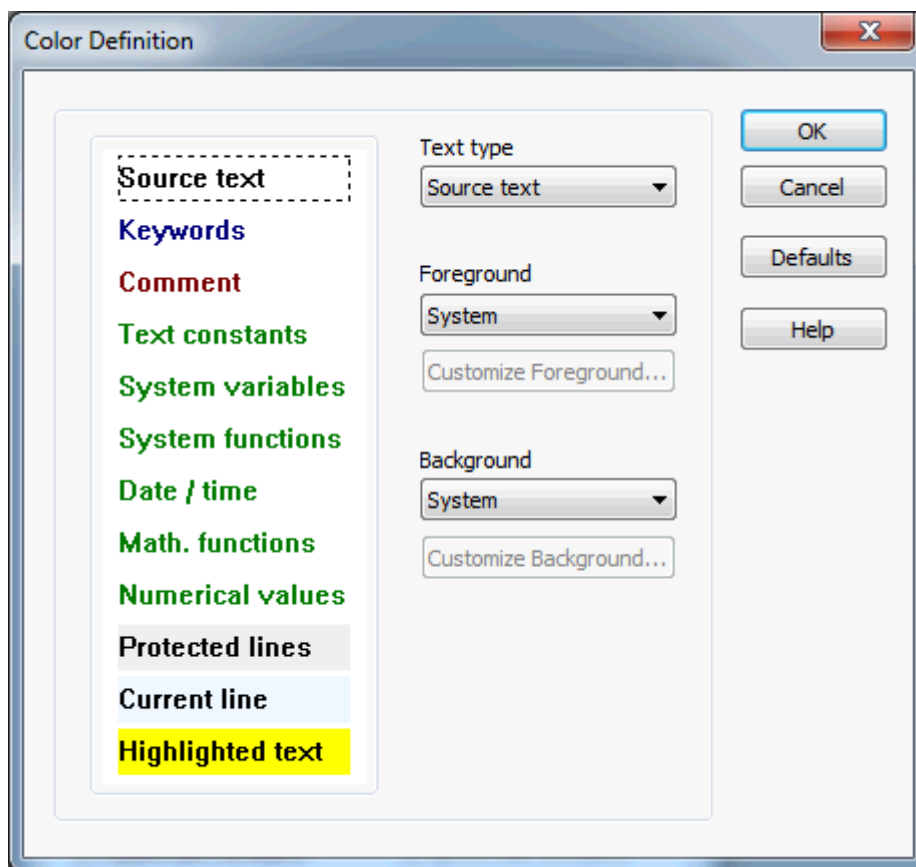 Color Definition
Source text
Keywords
Comment
Text constants
System variables
System functions
Date / time
Math. functions
Numerical values
Protected lines
Current line
Highlighted text
Text type
Source text
Foreground
System
Customize Foreground...
Background
System
Customize Background...
OK
Cancel
Defaults
Help